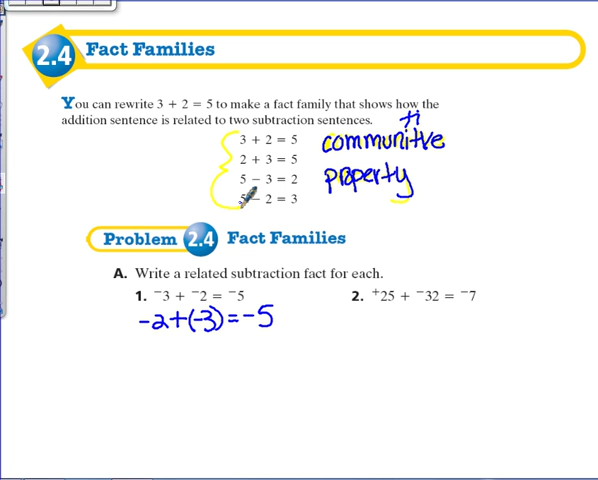 2.4 Fact Families
You can rewrite 3 + 2 = 5 to make a fact family that shows how the
addition sentence is related to two subtraction sentences.
3 + 2 = 5
2 + 3 = 5
5 − 3 = 2
5 − 2 = 3
ti
communitve
property
Problem 2.4 Fact Families
A. Write a related subtraction fact for each.
1. ⁻3 + ⁻2 = ⁻5
2. ⁺25 + ⁻32 = ⁻7
-2+(-3)=-5